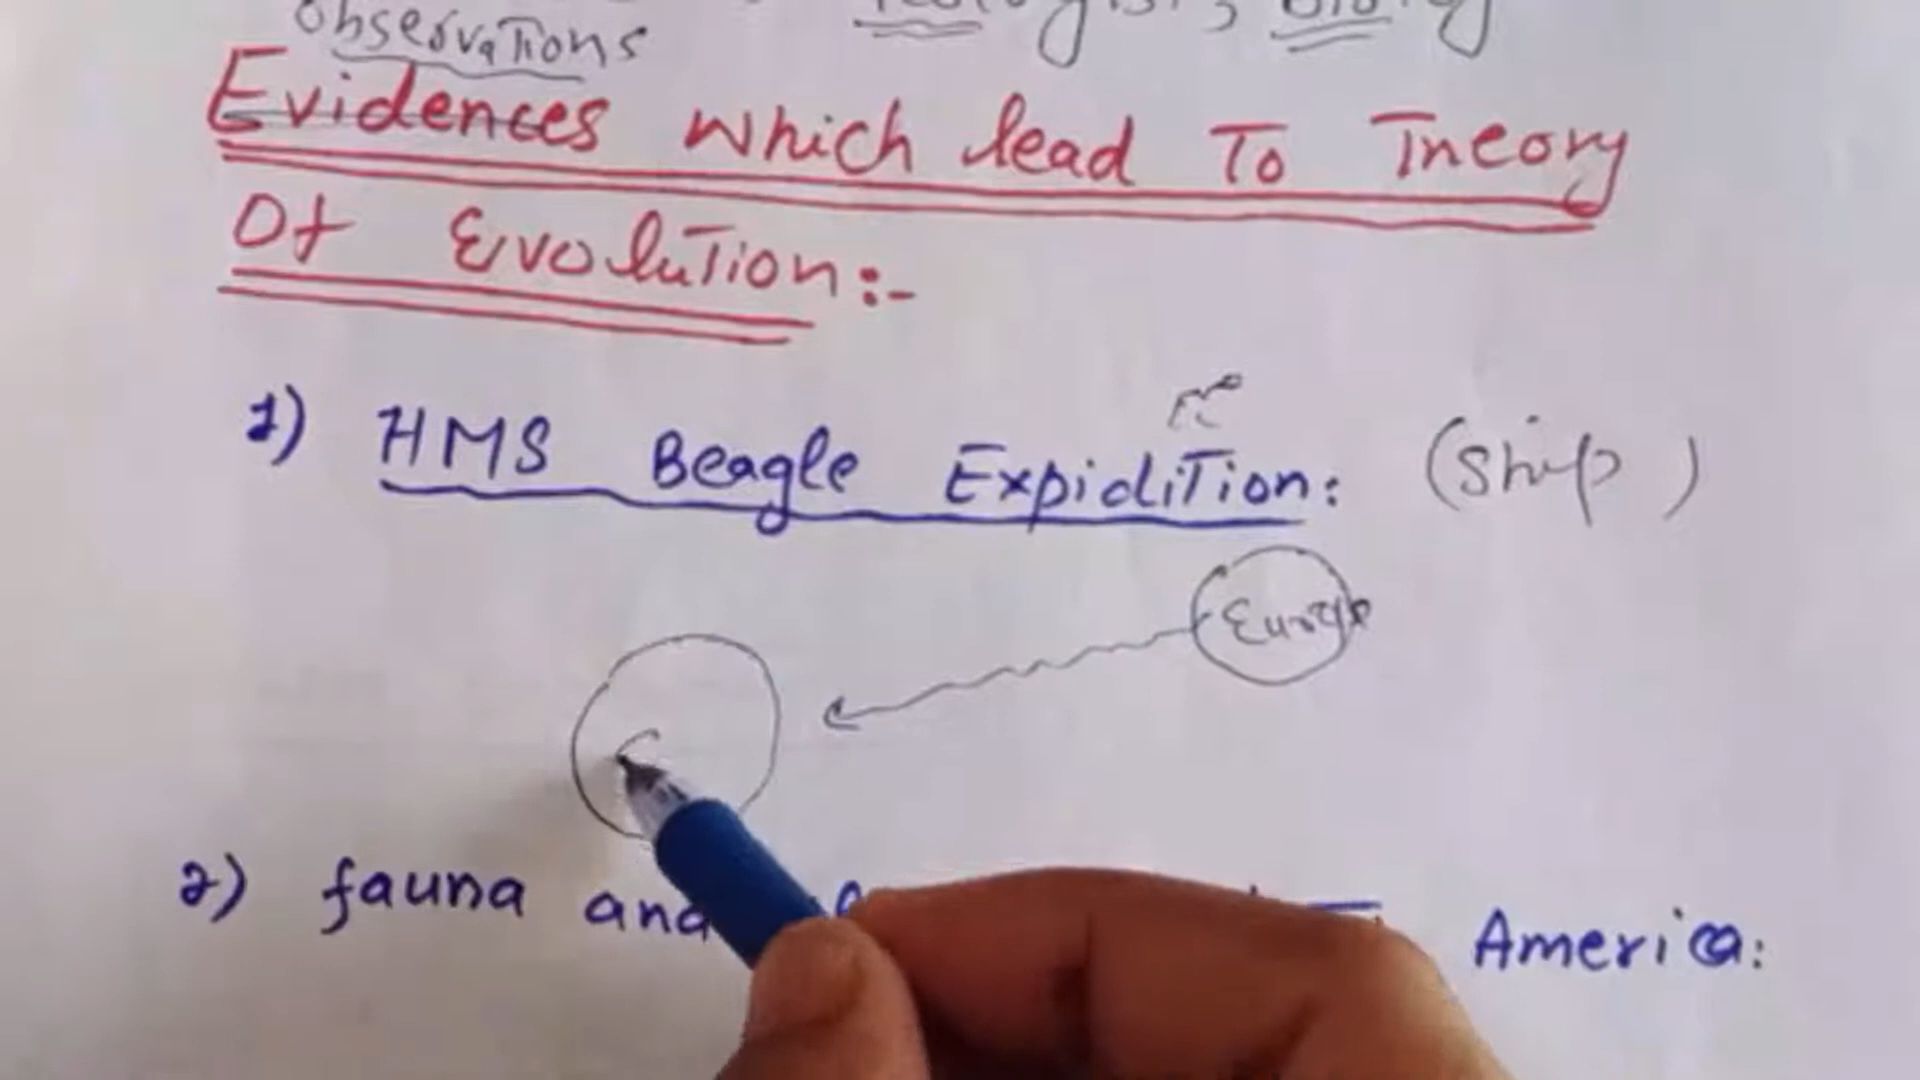 Observations
Evidences which lead To Theory
Of Evolution:-
1) HMS Beagle Expidition: (Ship)
Europe
2) fauna and America: